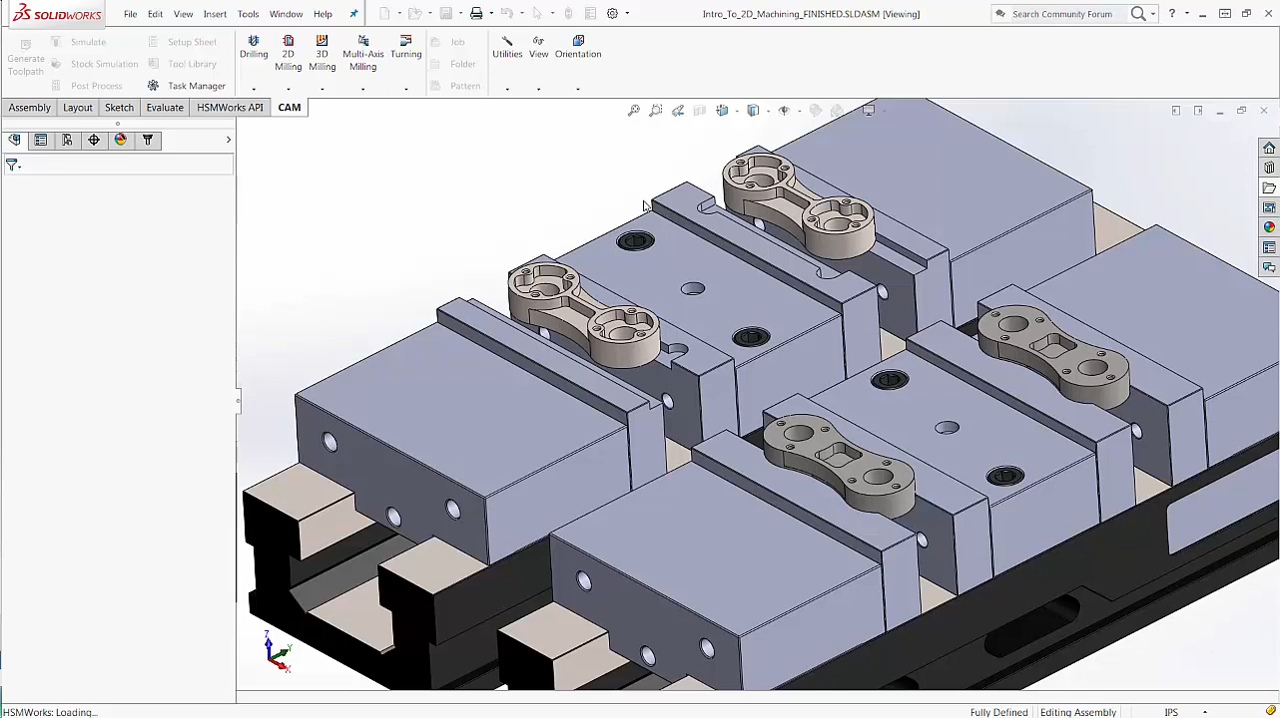 SOLIDWORKS File Edit View Insert Tools Window Help Intro_To_2D_Machining_FINISHED.SLDASM [Viewing] Search Community Forum ?
Generate Toolpath
Simulate
Stock Simulation
Post Process
Setup Sheet
Tool Library
Task Manager
Drilling
2D Milling
3D Milling
Multi-Axis Milling
Turning
Job
Folder
Pattern
Utilities
View
Orientation
Assembly Layout Sketch Evaluate HSMWorks API CAM
Z
Y
X
HSMWorks: Loading... Fully Defined Editing Assembly IPS